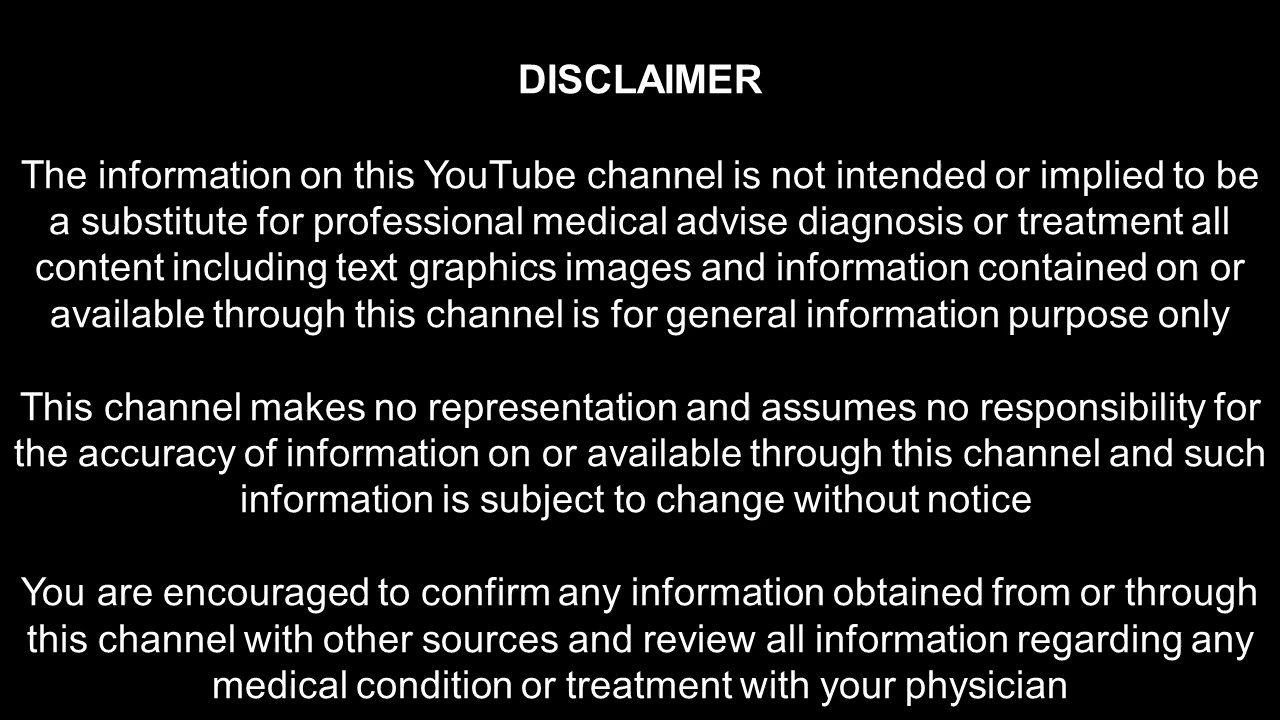 DISCLAIMER
The information on this YouTube channel is not intended or implied to be
a substitute for professional medical advise diagnosis or treatment all
content including text graphics images and information contained on or
available through this channel is for general information purpose only
This channel makes no representation and assumes no responsibility for
the accuracy of information on or available through this channel and such
information is subject to change without notice
You are encouraged to confirm any information obtained from or through
this channel with other sources and review all information regarding any
medical condition or treatment with your physician